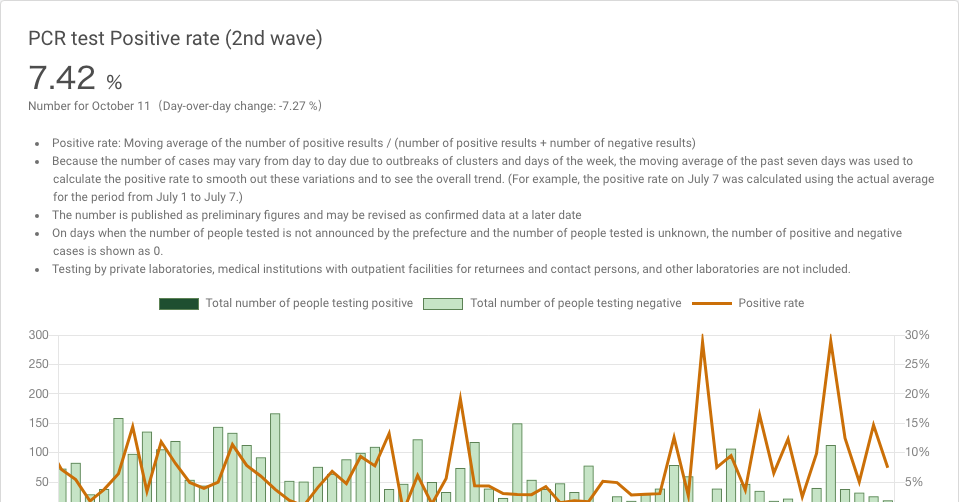 PCR test Positive rate (2nd wave)
7.42 %
Number for October 11 (Day-over-day change: -7.27 %)
• Positive rate: Moving average of the number of positive results / (number of positive results + number of negative results)
• Because the number of cases may vary from day to day due to outbreaks of clusters and days of the week, the moving average of the past seven days was used to
calculate the positive rate to smooth out these variations and to see the overall trend. (For example, the positive rate on July 7 was calculated using the actual average
for the period from July 1 to July 7.)
• The number is published as preliminary figures and may be revised as confirmed data at a later date
• On days when the number of people tested is not announced by the prefecture and the number of people tested is unknown, the number of positive and negative
cases is shown as 0.
• Testing by private laboratories, medical institutions with outpatient facilities for returnees and contact persons, and other laboratories are not included.
Total number of people testing positive Total number of people testing negative Positive rate
300 30%
250 25%
200 20%
150 15%
100 10%
50 5%